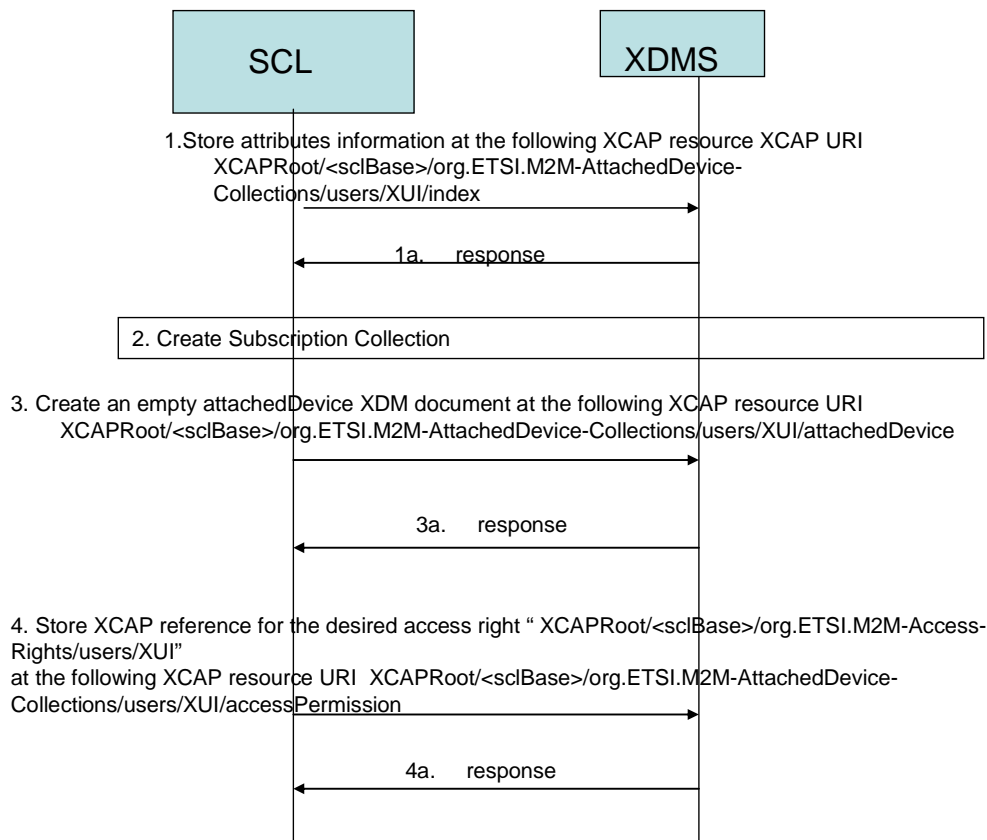 SCL
XDMS
1.Store attributes information at the following XCAP resource XCAP URI
XCAPRoot/<sclBase>/org.ETSI.M2M-AttachedDevice-
Collections/users/XUI/index
1a. response
2. Create Subscription Collection
3. Create an empty attachedDevice XDM document at the following XCAP resource URI
XCAPRoot/<sclBase>/org.ETSI.M2M-AttachedDevice-Collections/users/XUI/attachedDevice
3a. response
4. Store XCAP reference for the desired access right “ XCAPRoot/<sclBase>/org.ETSI.M2M-Access-
Rights/users/XUI”
at the following XCAP resource URI XCAPRoot/<sclBase>/org.ETSI.M2M-AttachedDevice-
Collections/users/XUI/accessPermission
4a. response